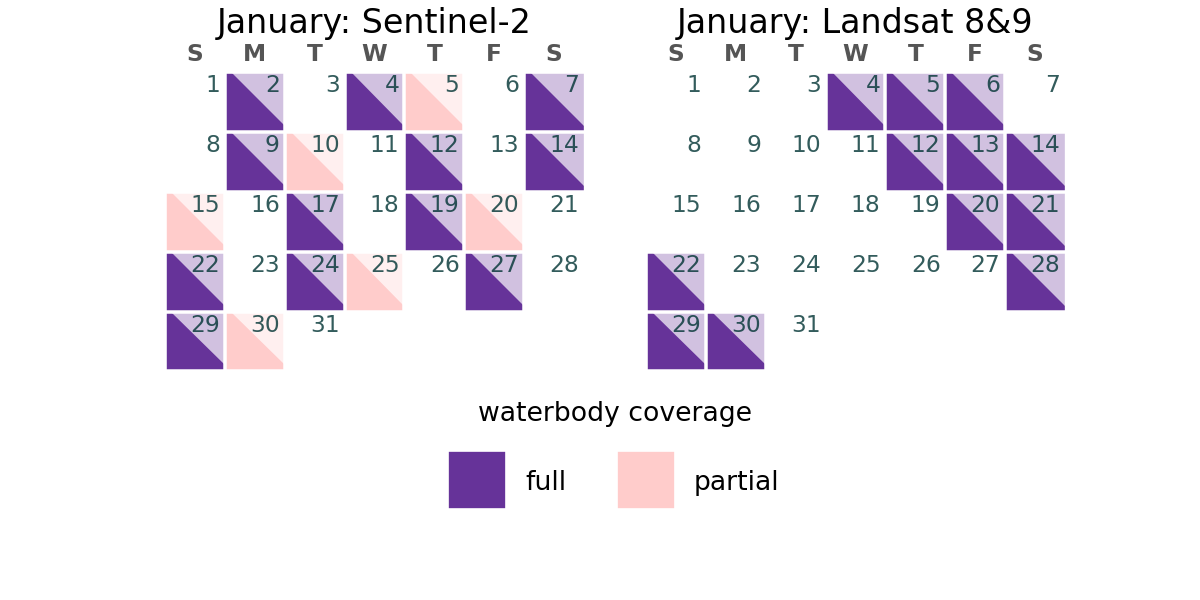 January: Sentinel-2
S M T W T F S
1 2 3 4 5 6 7
8 9 10 11 12 13 14
15 16 17 18 19 20 21
22 23 24 25 26 27 28
29 30 31
January: Landsat 8&9
S M T W T F S
1 2 3 4 5 6 7
8 9 10 11 12 13 14
15 16 17 18 19 20 21
22 23 24 25 26 27 28
29 30 31
waterbody coverage
full
partial